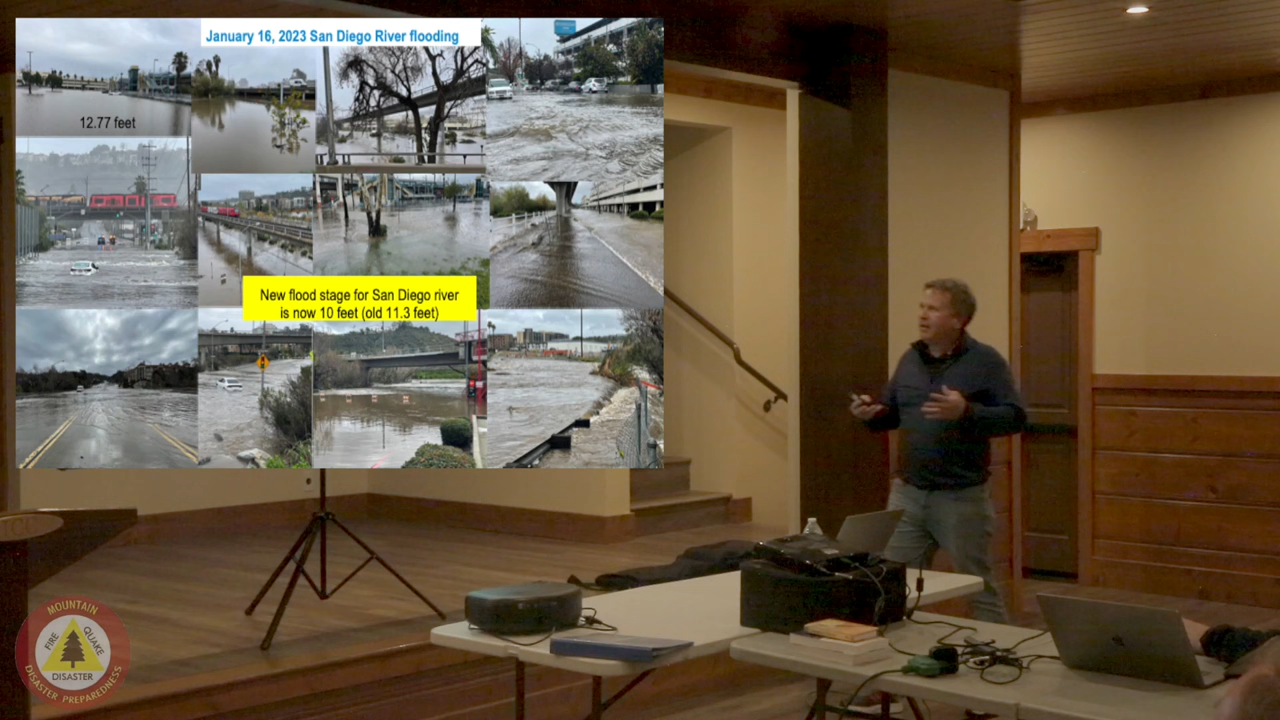 January 16, 2023 San Diego River flooding
12.77 feet
New flood stage for San Diego river
is now 10 feet (old 11.3 feet)
MOUNTAIN
FIRE
QUAKE
DISASTER
DISASTER PREPAREDNESS